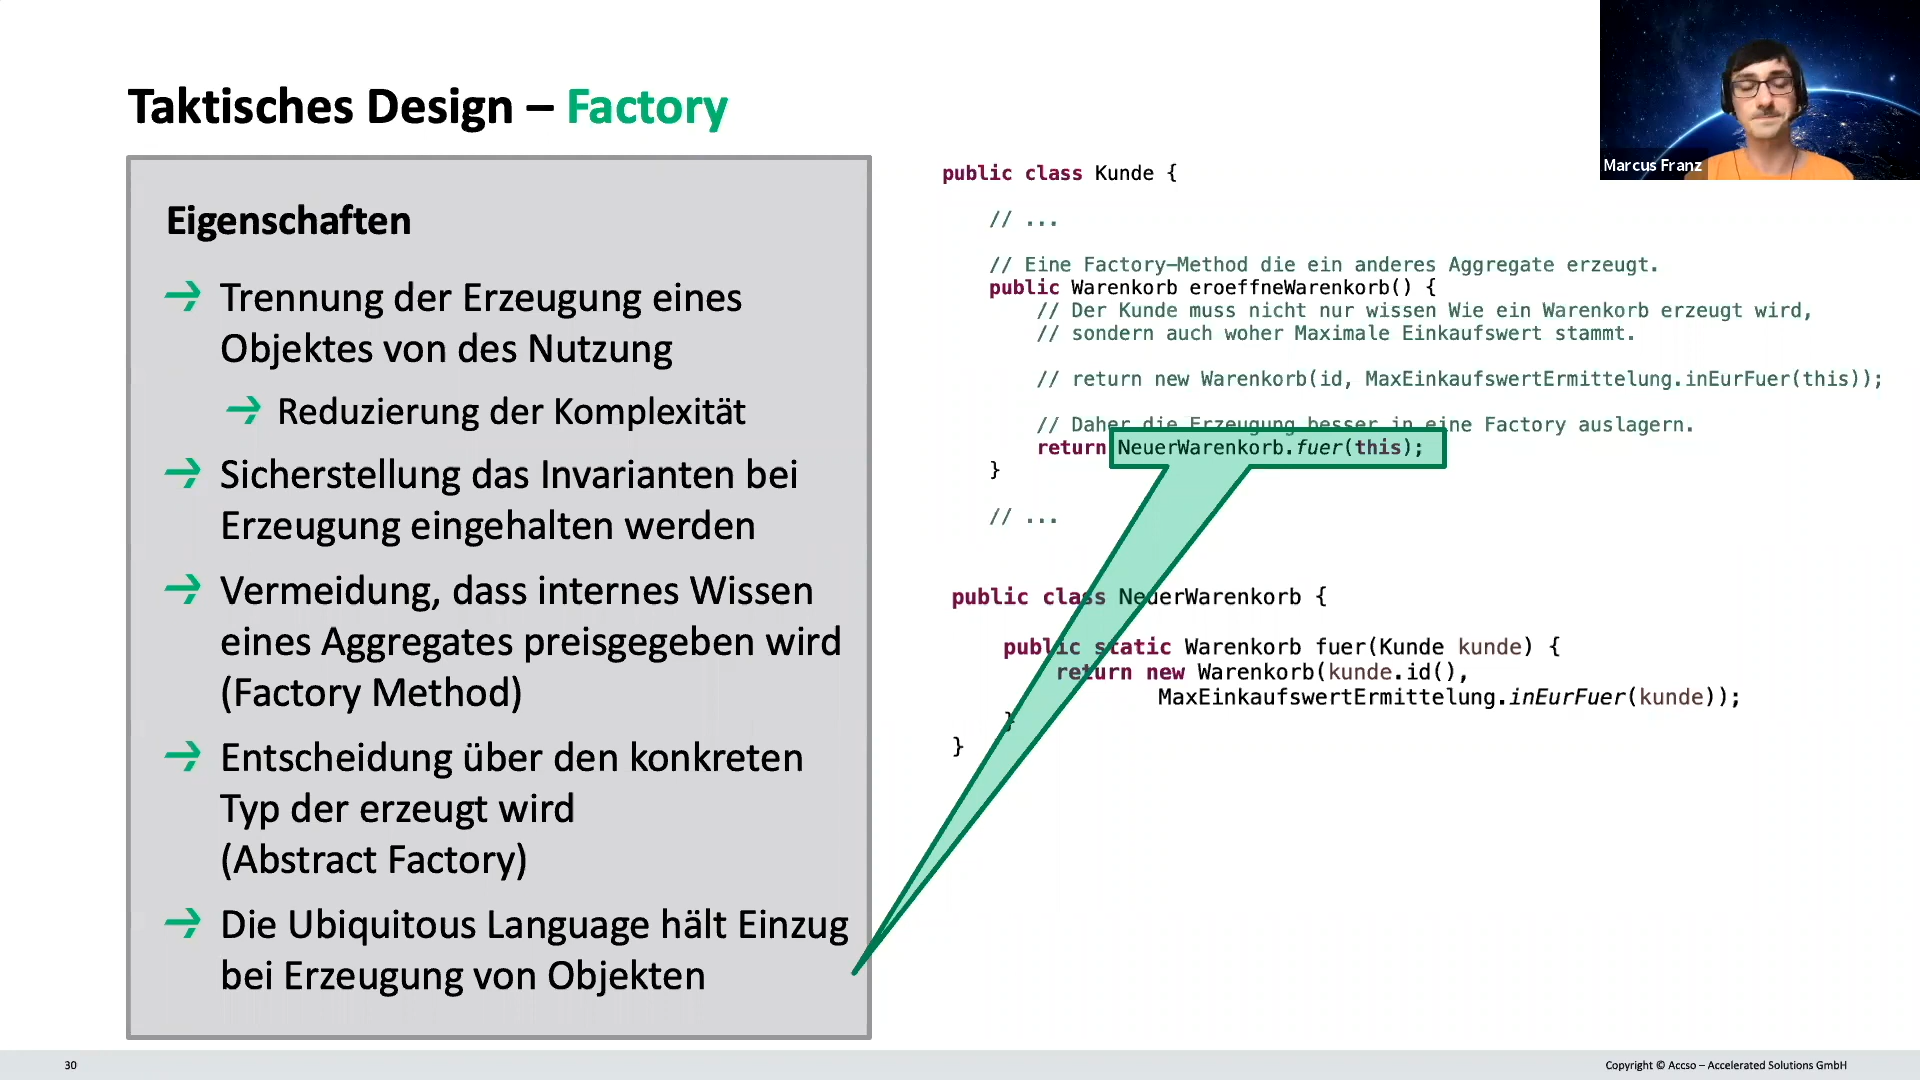 Taktisches Design – Factory
Eigenschaften
Trennung der Erzeugung eines
Objektes von des Nutzung
Reduzierung der Komplexität
Sicherstellung das Invarianten bei
Erzeugung eingehalten werden
Vermeidung, dass internes Wissen
eines Aggregates preisgegeben wird
(Factory Method)
Entscheidung über den konkreten
Typ der erzeugt wird
(Abstract Factory)
Die Ubiquitous Language hält Einzug
bei Erzeugung von Objekten
public class Kunde {
// ...
// Eine Factory-Method die ein anderes Aggregate erzeugt.
public Warenkorb eroeffneWarenkorb() {
// Der Kunde muss nicht nur wissen Wie ein Warenkorb erzeugt wird,
// sondern auch woher Maximale Einkaufswert stammt.
// return new Warenkorb(id, MaxEinkaufswertErmittelung.inEurFuer(this));
// Daher die Erzeugung besser in eine Factory auslagern.
return NeuerWarenkorb.fuer(this);
}
// ...
public class NeuerWarenkorb {
public static Warenkorb fuer(Kunde kunde) {
return new Warenkorb(kunde.id(),
MaxEinkaufswertErmittelung.inEurFuer(kunde));
}
}
Marcus Franz
30
Copyright © Accso – Accelerated Solutions GmbH